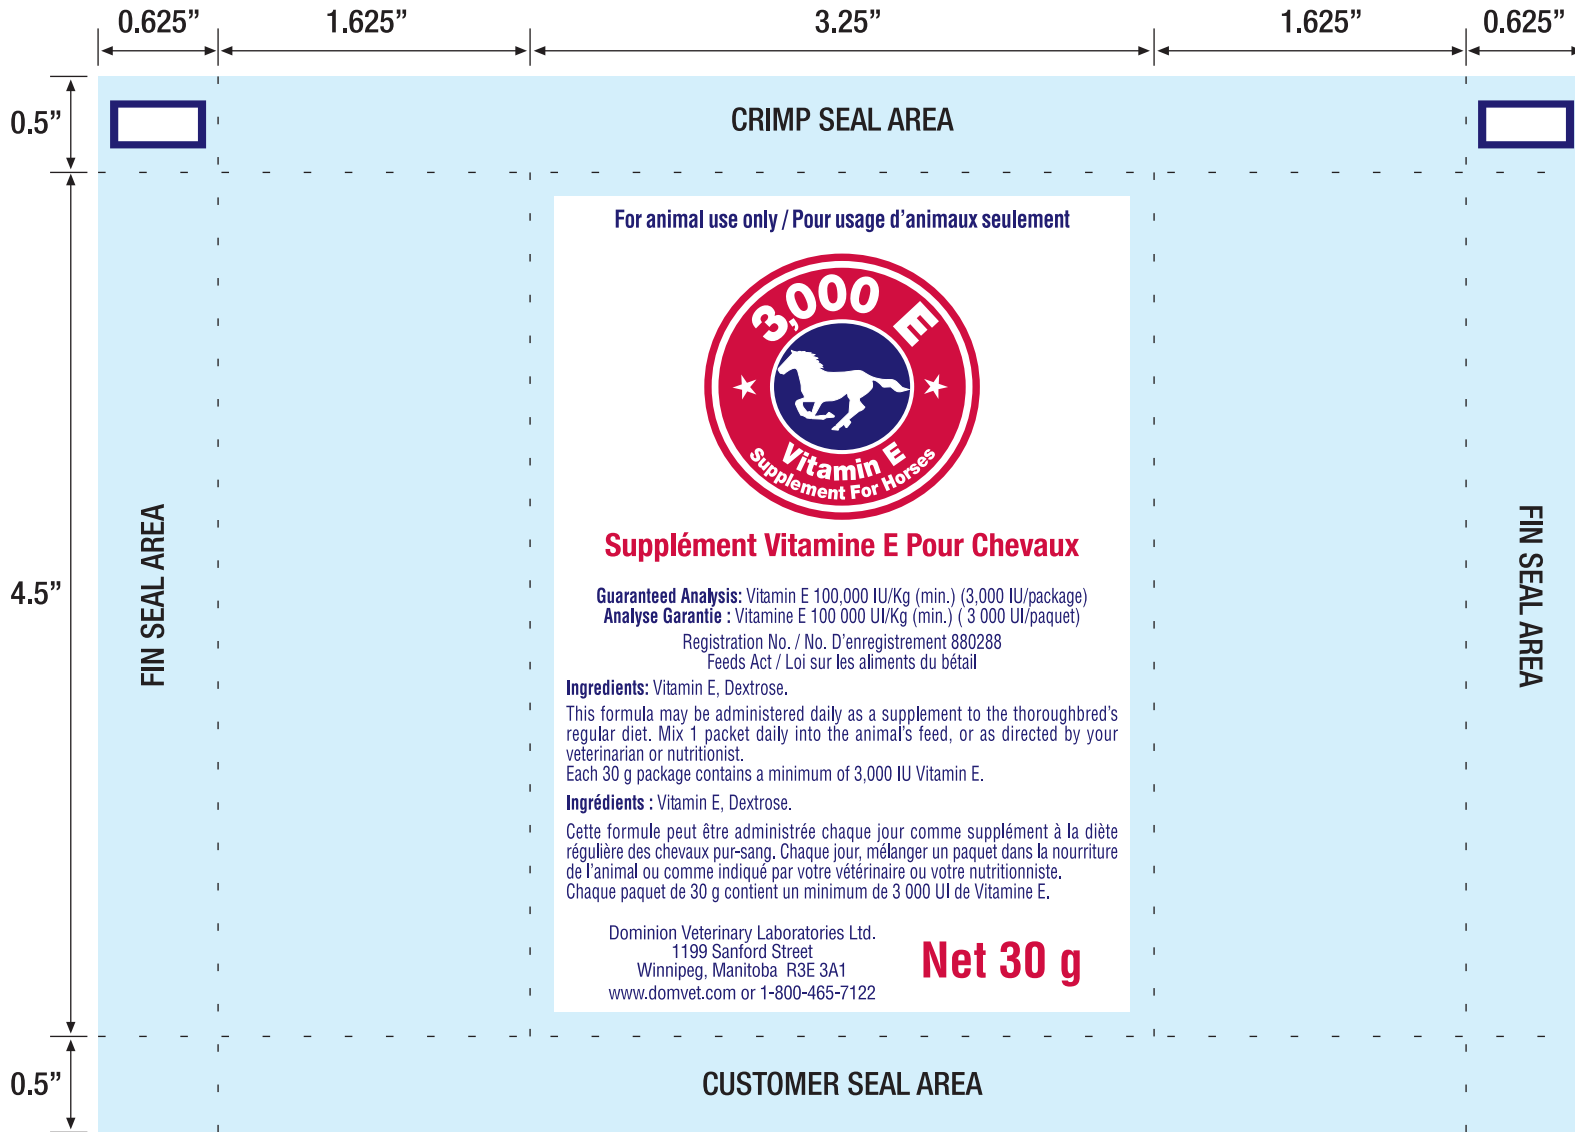 0.625” 1.625” 3.25” 1.625” 0.625”
0.5”
CRIMP SEAL AREA
For animal use only / Pour usage d’animaux seulement
3,000 E
Vitamin E
Supplement For Horses
Supplément Vitamine E Pour Chevaux
4.5”
FIN SEAL AREA
FIN SEAL AREA
Guaranteed Analysis: Vitamin E 100,000 IU/Kg (min.) (3,000 IU/package)
Analyse Garantie : Vitamine E 100 000 UI/Kg (min.) ( 3 000 UI/paquet)
Registration No. / No. D’enregistrement 880288
Feeds Act / Loi sur les aliments du bétail
Ingredients: Vitamin E, Dextrose.
This formula may be administered daily as a supplement to the thoroughbred’s
regular diet. Mix 1 packet daily into the animal’s feed, or as directed by your
veterinarian or nutritionist.
Each 30 g package contains a minimum of 3,000 IU Vitamin E.
Ingrédients : Vitamin E, Dextrose.
Cette formule peut être administrée chaque jour comme supplément à la diète
régulière des chevaux pur-sang. Chaque jour, mélanger un paquet dans la nourriture
de l’animal ou comme indiqué par votre vétérinaire ou votre nutritionniste.
Chaque paquet de 30 g contient un minimum de 3 000 UI de Vitamine E.
Dominion Veterinary Laboratories Ltd.
1199 Sanford Street
Winnipeg, Manitoba R3E 3A1
www.domvet.com or 1-800-465-7122
Net 30 g
0.5”
CUSTOMER SEAL AREA